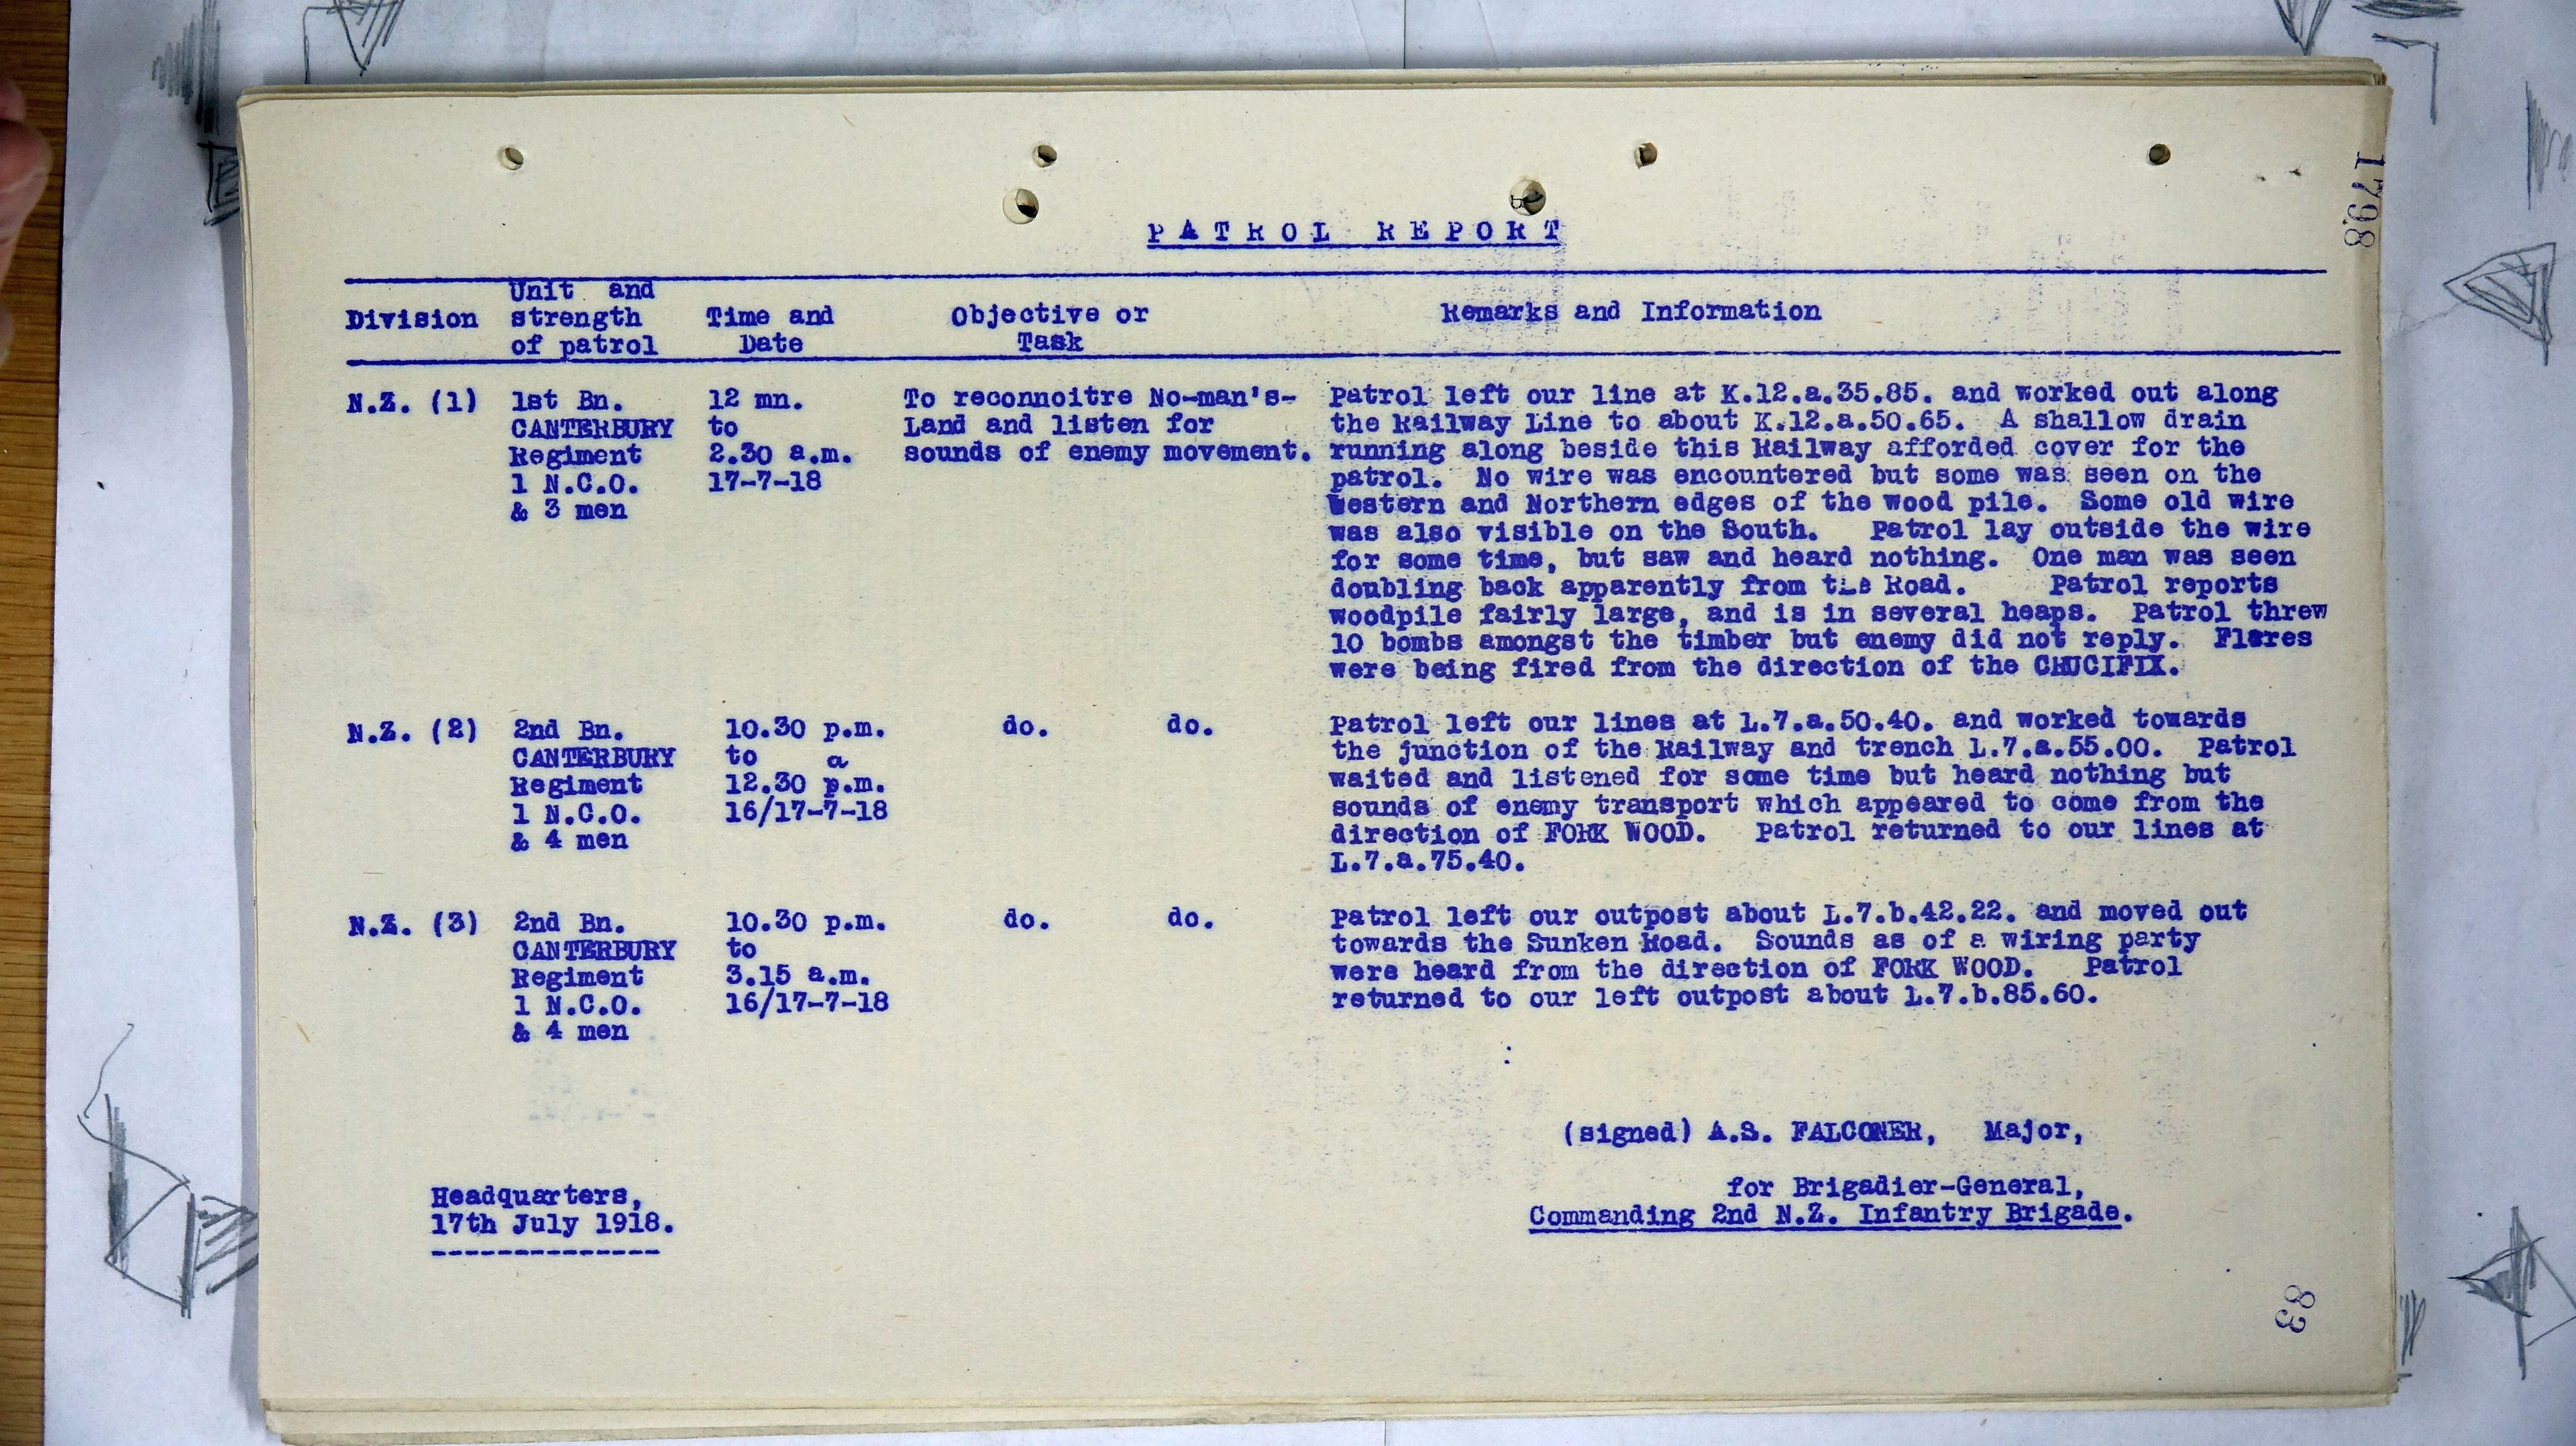 1798
PATROL REPORT
Division
Unit and
strength
of patrol
Time and
Date
Objective or
Task
Remarks and Information
N.Z. (1)
1st Bn.
CANTERBURY
Regiment
1 N.C.O.
& 3 men
12 mn.
to
2.30 a.m.
17-7-18
To reconnoitre No-man's-
Land and listen for
sounds of enemy movement.
Patrol left our line at K.12.a.35.85. and worked out along
the Railway Line to about K.12.a.50.65. A shallow drain
running along beside this Railway afforded cover for the
patrol. No wire was encountered but some was seen on the
Western and Northern edges of the wood pile. Some old wire
was also visible on the South. Patrol lay outside the wire
for some time, but saw and heard nothing. One man was seen
doubling back apparently from the Road. Patrol reports
woodpile fairly large, and is in several heaps. Patrol threw
10 bombs amongst the timber but enemy did not reply. Flares
were being fired from the direction of the CRUCIFIX.
N.Z. (2)
2nd Bn.
CANTERBURY
Regiment
1 N.C.O.
& 4 men
10.30 p.m.
to
a
12.30 p.m.
16/17-7-18
do. do.
Patrol left our lines at L.7.a.50.40. and worked towards
the junction of the Railway and trench L.7.a.55.00. Patrol
waited and listened for some time but heard nothing but
sounds of enemy transport which appeared to come from the
direction of FORK WOOD. Patrol returned to our lines at
L.7.a.75.40.
N.Z. (3)
2nd Bn.
CANTERBURY
Regiment
1 N.C.O.
& 4 men
10.30 p.m.
to
3.15 a.m.
16/17-7-18
do. do.
Patrol left our outpost about L.7.b.42.22. and moved out
towards the Sunken Road. Sounds as of a wiring party
were heard from the direction of FORK WOOD. Patrol
returned to our left outpost about L.7.b.85.60.
(signed) A.S. FALCONER, Major,
for Brigadier-General,
Commanding 2nd N.Z. Infantry Brigade.
Headquarters,
17th July 1918.
83